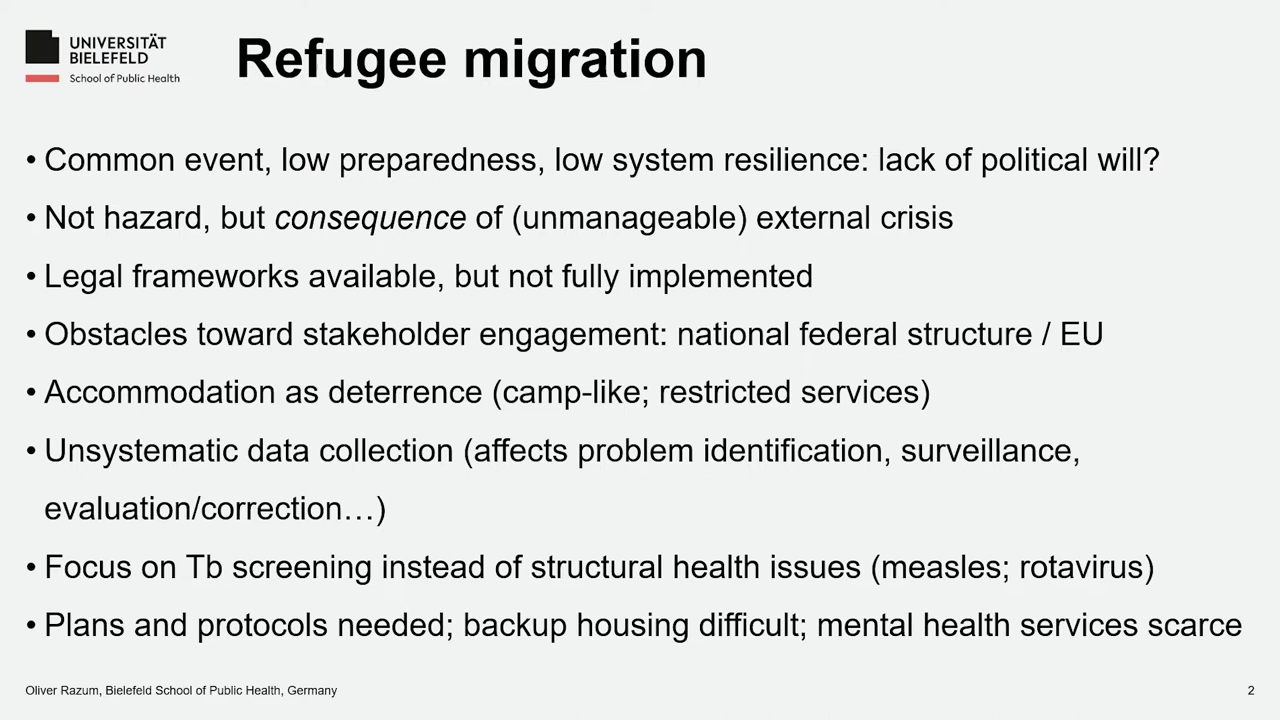 UNIVERSITÄT
BIELEFELD
School of Public Health
Refugee migration
• Common event, low preparedness, low system resilience: lack of political will?
• Not hazard, but consequence of (unmanageable) external crisis
• Legal frameworks available, but not fully implemented
• Obstacles toward stakeholder engagement: national federal structure / EU
• Accommodation as deterrence (camp-like; restricted services)
• Unsystematic data collection (affects problem identification, surveillance,
evaluation/correction…)
• Focus on Tb screening instead of structural health issues (measles; rotavirus)
• Plans and protocols needed; backup housing difficult; mental health services scarce
Oliver Razum, Bielefeld School of Public Health, Germany
2